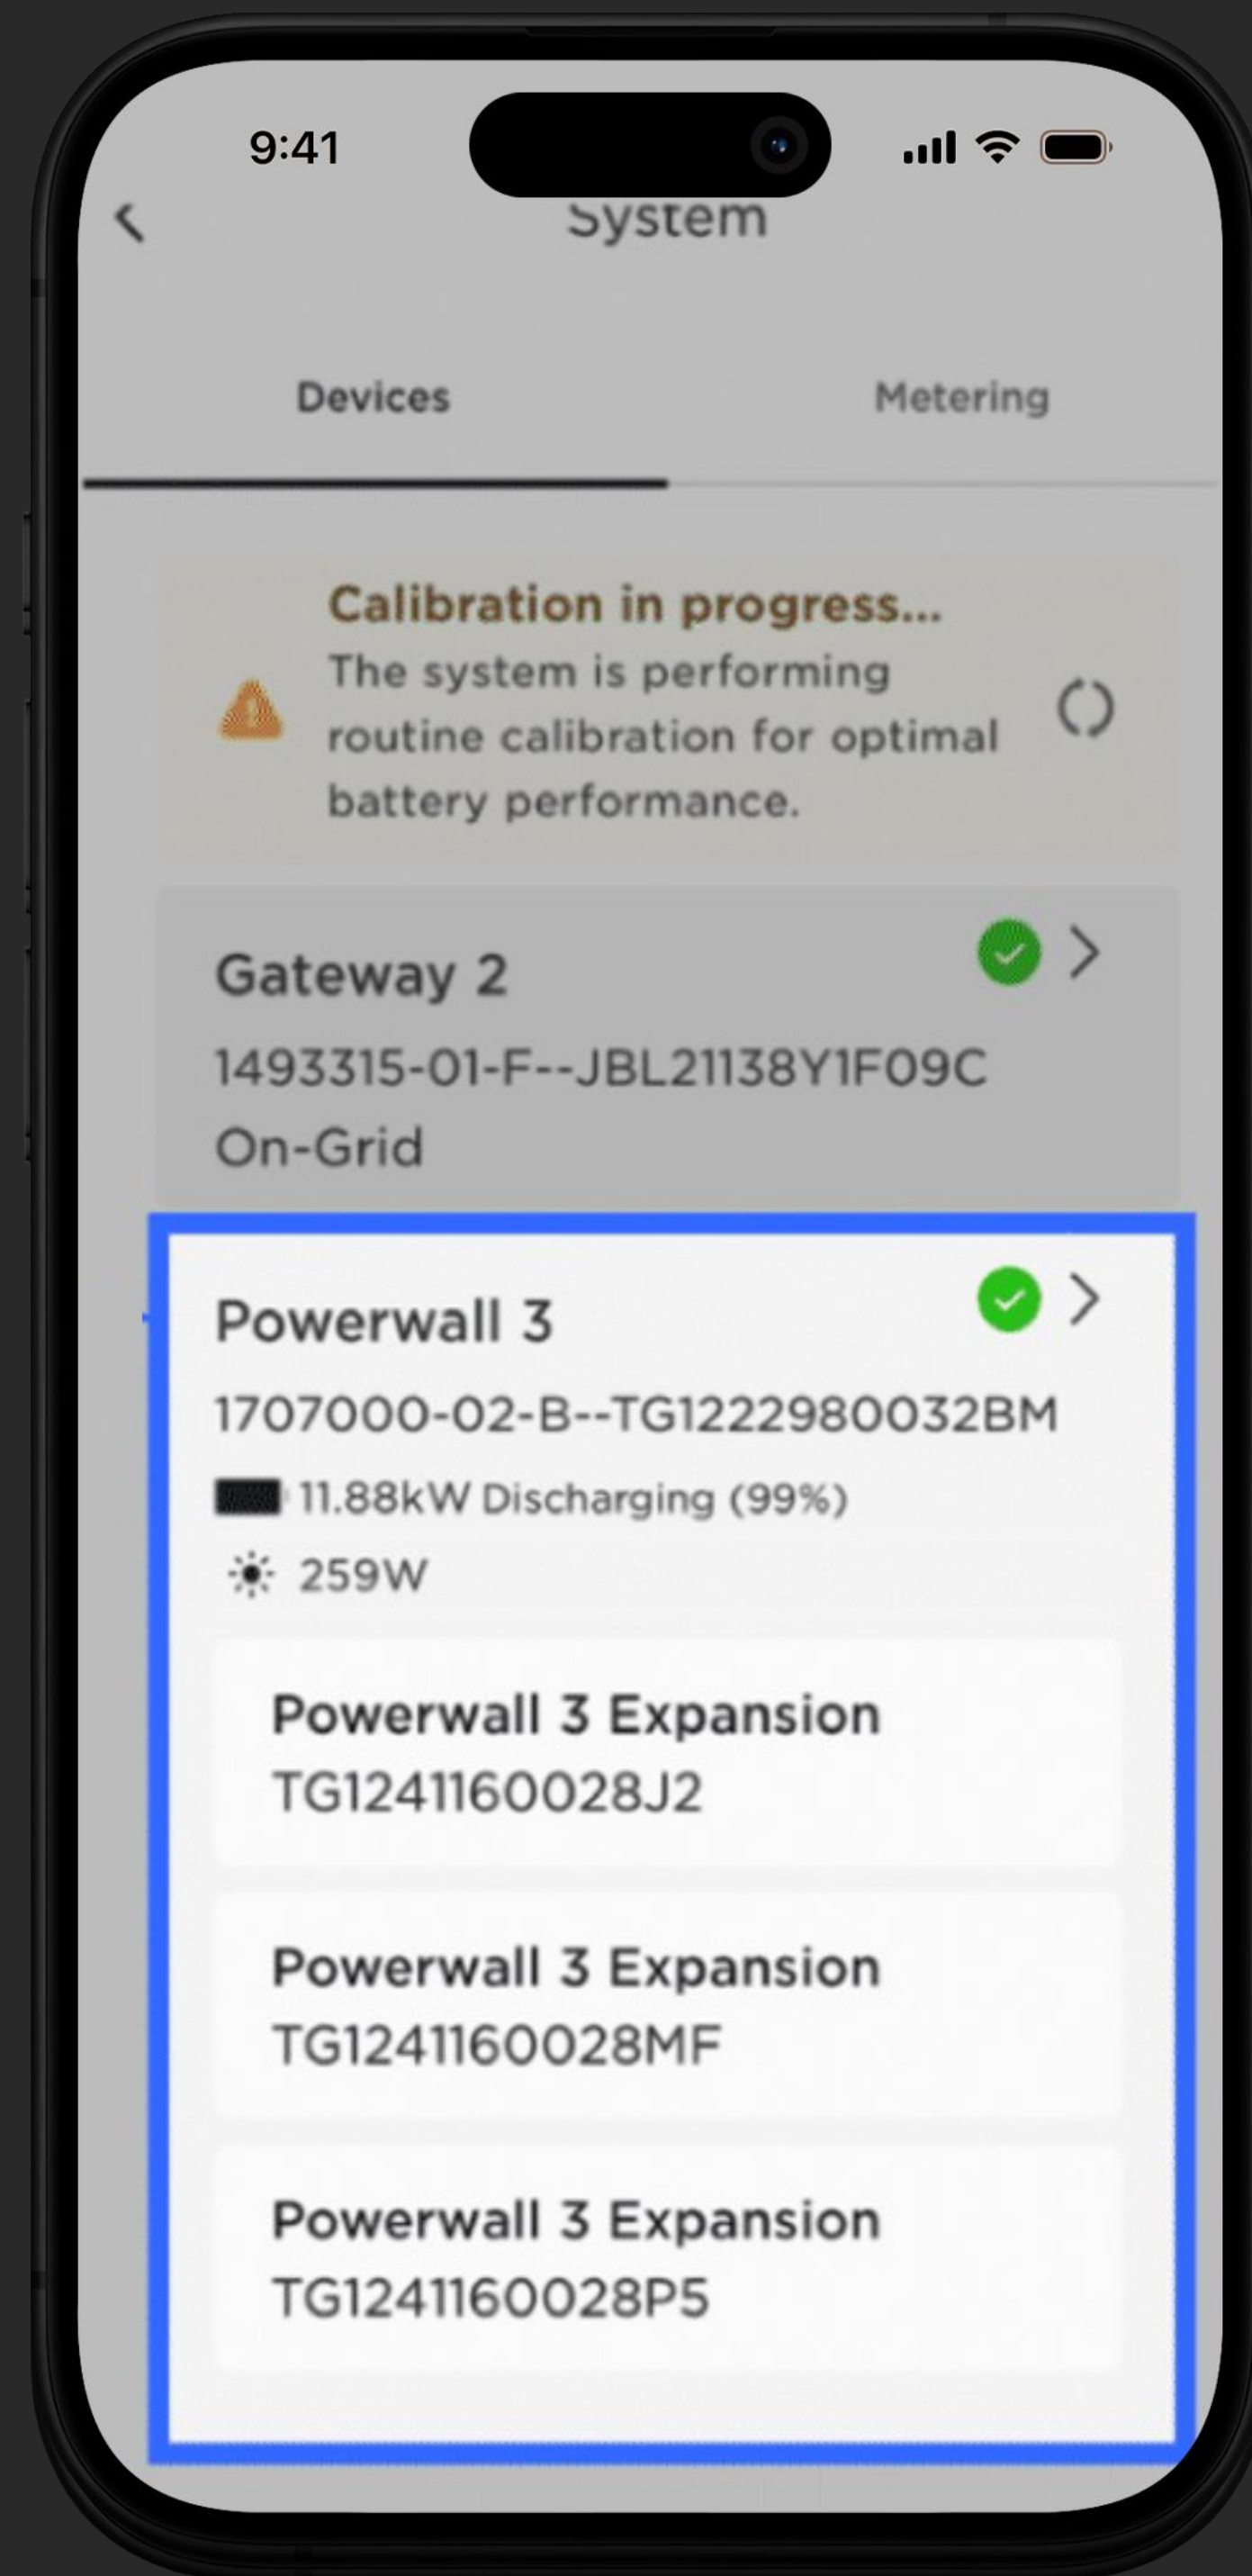 9:41
System
Devices
Metering
Calibration in progress...
The system is performing
routine calibration for optimal
battery performance.
Gateway 2
1493315-01-F--JBL21138Y1F09C
On-Grid
Powerwall 3
1707000-02-B--TG1222980032BM
11.88kW Discharging (99%)
259W
Powerwall 3 Expansion
TG1241160028J2
Powerwall 3 Expansion
TG1241160028MF
Powerwall 3 Expansion
TG1241160028P5